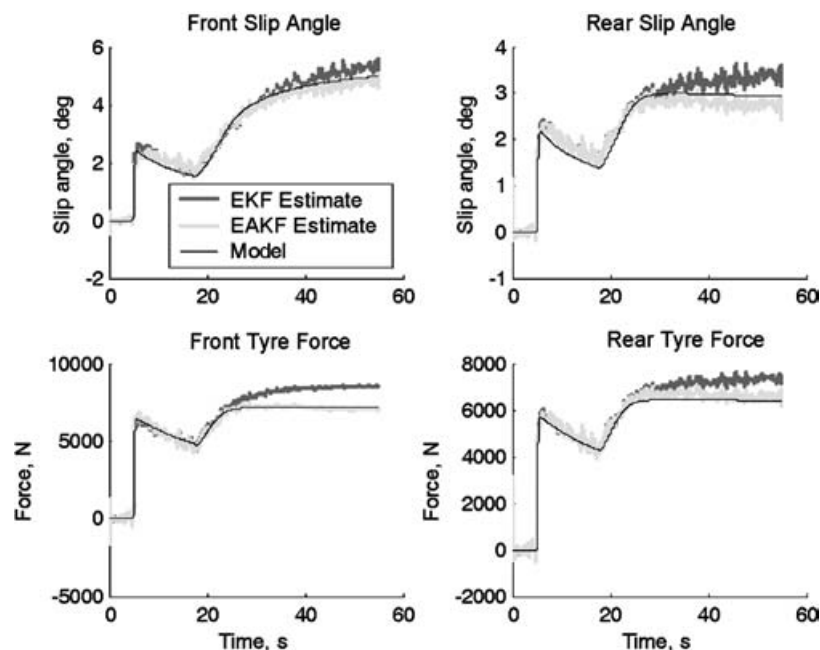 Front Slip Angle
6
4
2
0
-2
Slip angle, deg
0
20
40
60
EKF Estimate
EAKF Estimate
Model
Rear Slip Angle
4
3
2
1
0
-1
Slip angle, deg
0
20
40
60
Front Tyre Force
10000
5000
0
-5000
Force, N
0
20
40
60
Time, s
Rear Tyre Force
8000
6000
4000
2000
0
-2000
Force, N
0
20
40
60
Time, s